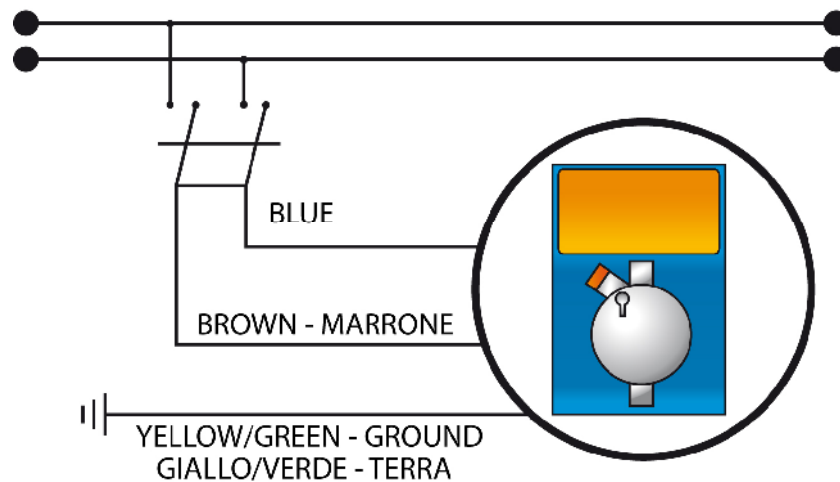 BLUE
BROWN - MARRONE
YELLOW/GREEN - GROUND
GIALLO/VERDE - TERRA